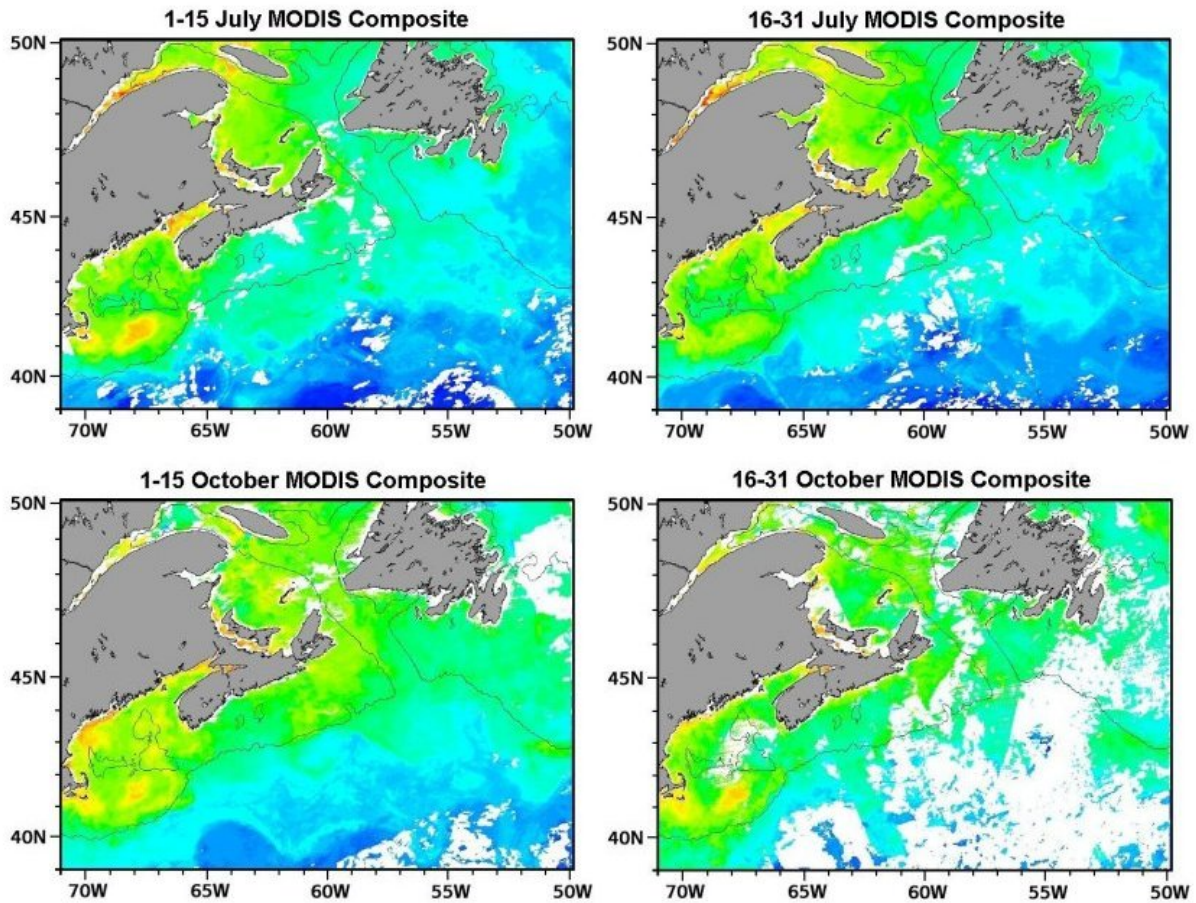 1-15 July MODIS Composite
50N
45N
40N
70W 65W 60W 55W 50W
16-31 July MODIS Composite
50N
45N
40N
70W 65W 60W 55W 50W
1-15 October MODIS Composite
50N
45N
40N
70W 65W 60W 55W 50W
16-31 October MODIS Composite
50N
45N
40N
70W 65W 60W 55W 50W